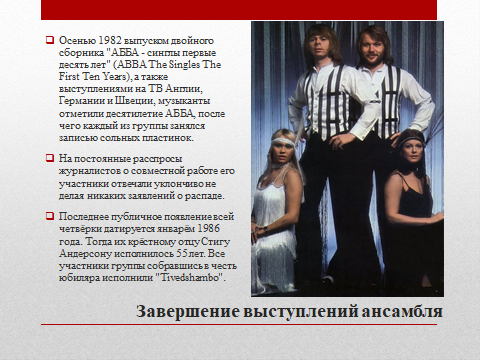 Осенью 1982 выпуском двойного
сборника "АББА - синглы первые
десять лет" (ABBA The Singles The
First Ten Years), а также
выступлениями на ТВ Англии,
Германии и Швеции, музыканты
отметили десятилетие АББА, после
чего каждый из группы занялся
записью сольных пластинок.
На постоянные расспросы
журналистов о совместной работе его
участники отвечали уклончиво не
делая никаких заявлений о распаде.
Последнее публичное появление всей
четвёрки датируется январём 1986
года. Тогда их крёстному отцу Стигу
Андерсону исполнилось 55 лет. Все
участники группы собравшись в честь
юбиляра исполнили "Tivedshambo".
Завершение выступлений ансамбля